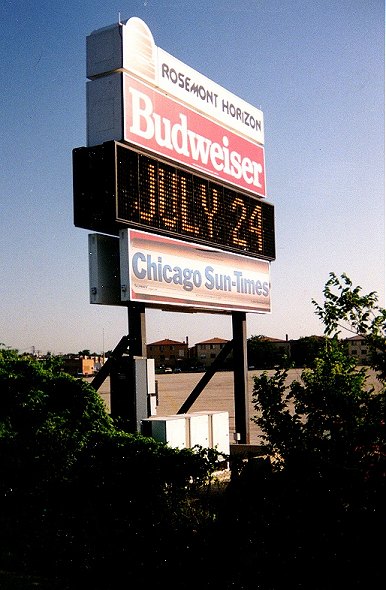 ROSEMONT HORIZON
Budweiser
JULY 24
Chicago Sun-Times